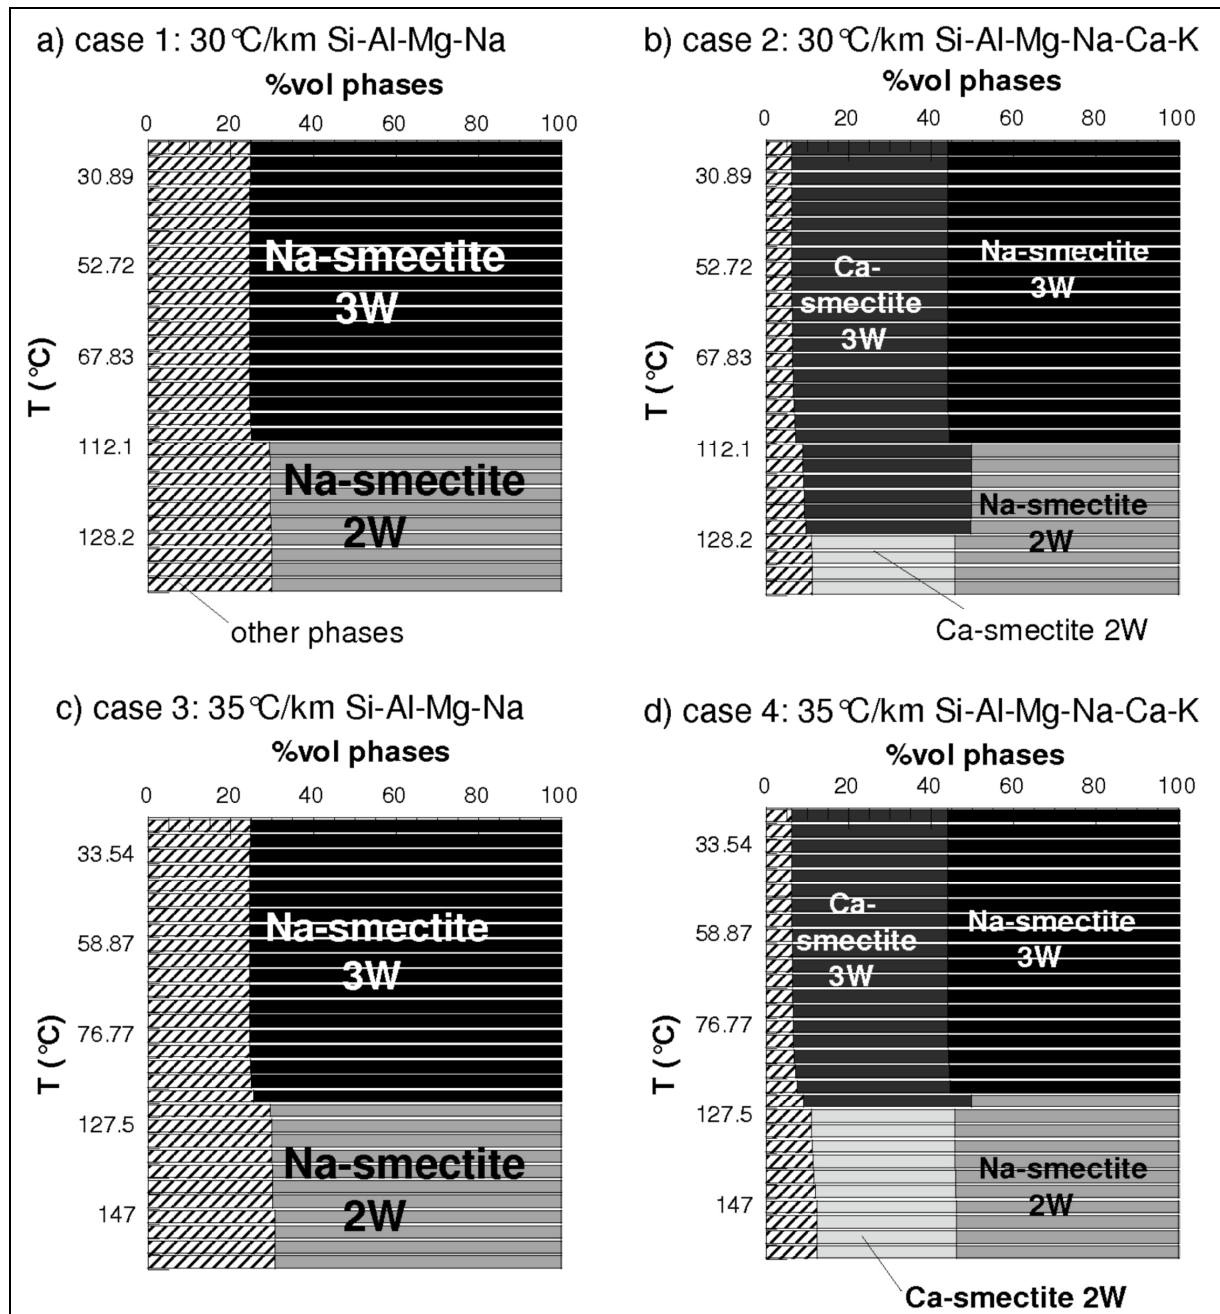 a) case 1: 30°C/km Si-Al-Mg-Na
%vol phases
0 20 40 60 80 100
T (°C)
30.89
52.72
67.83
112.1
128.2
Na-smectite
3W
Na-smectite
2W
other phases
b) case 2: 30°C/km Si-Al-Mg-Na-Ca-K
%vol phases
0 20 40 60 80 100
T (°C)
30.89
52.72
67.83
112.1
128.2
Ca-
smectite
3W
Na-smectite
3W
Na-smectite
2W
Ca-smectite 2W
c) case 3: 35°C/km Si-Al-Mg-Na
%vol phases
0 20 40 60 80 100
T (°C)
33.54
58.87
76.77
127.5
147
Na-smectite
3W
Na-smectite
2W
d) case 4: 35°C/km Si-Al-Mg-Na-Ca-K
%vol phases
0 20 40 60 80 100
T (°C)
33.54
58.87
76.77
127.5
147
Ca-
smectite
3W
Na-smectite
3W
Na-smectite
2W
Ca-smectite 2W